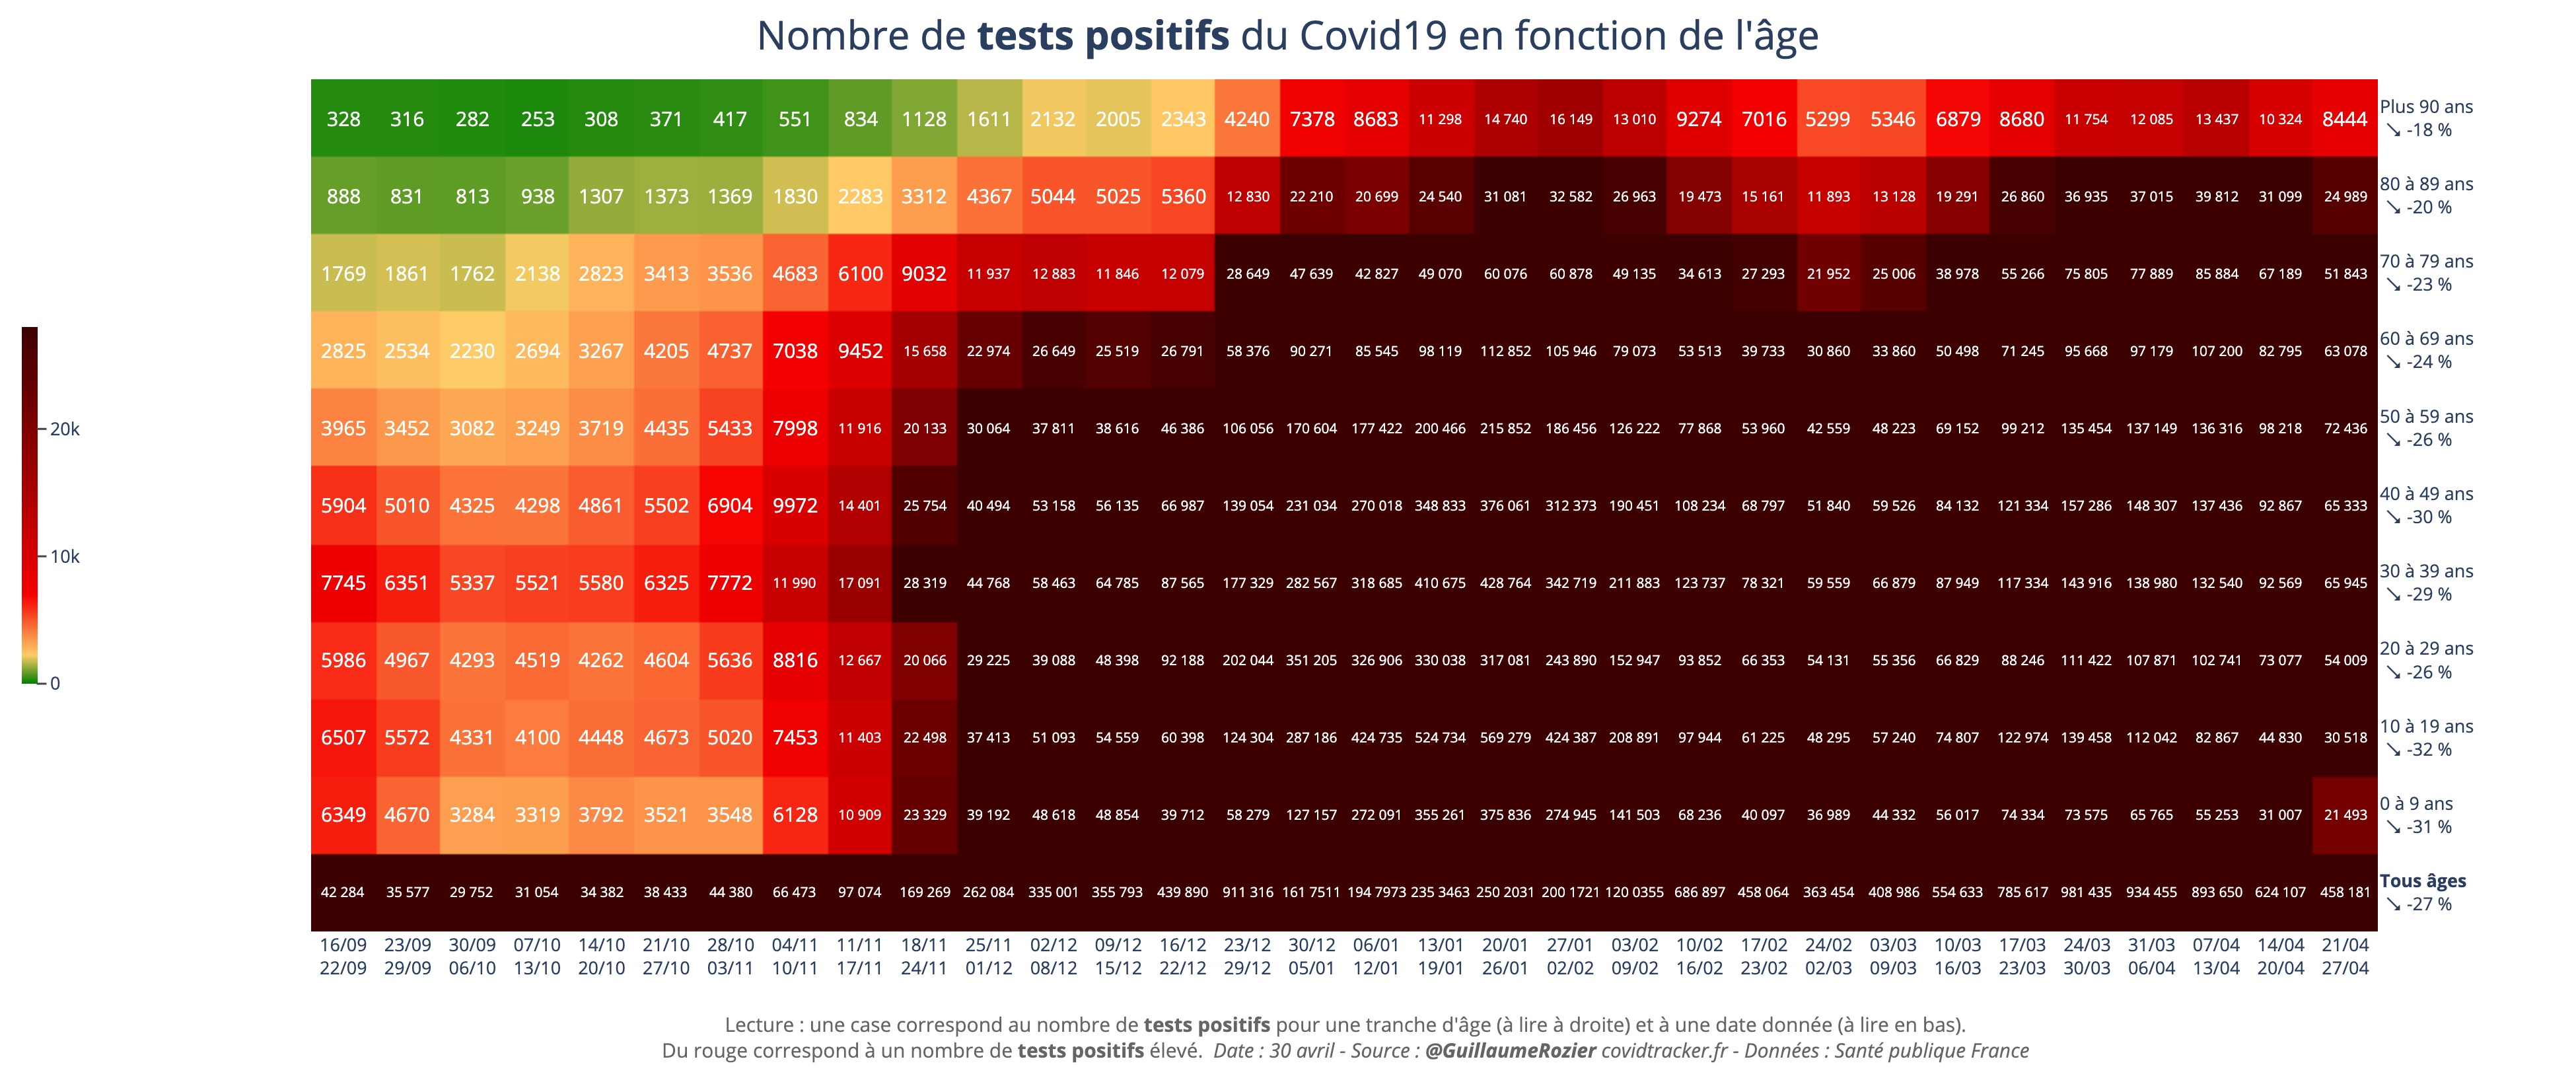 Nombre de tests positifs du Covid19 en fonction de l'âge
328 316 282 253 308 371 417 551 834 1128 1611 2132 2005 2343 4240 7378 8683 11 298 14 740 16 149 13 010 9274 7016 5299 5346 6879 8680 11 754 12 085 13 437 10 324 8444 Plus 90 ans
↘ -18 %
888 831 813 938 1307 1373 1369 1830 2283 3312 4367 5044 5025 5360 12 830 22 210 20 699 24 540 31 081 32 582 26 963 19 473 15 161 11 893 13 128 19 291 26 860 36 935 37 015 39 812 31 099 24 989 80 à 89 ans
↘ -20 %
1769 1861 1762 2138 2823 3413 3536 4683 6100 9032 11 937 12 883 11 846 12 079 28 649 47 639 42 827 49 070 60 076 60 878 49 135 34 613 27 293 21 952 25 006 38 978 55 266 75 805 77 889 85 884 67 189 51 843 70 à 79 ans
↘ -23 %
2825 2534 2230 2694 3267 4205 4737 7038 9452 15 658 22 974 26 649 25 519 26 791 58 376 90 271 85 545 98 119 112 852 105 946 79 073 53 513 39 733 30 860 33 860 50 498 71 245 95 668 97 179 107 200 82 795 63 078 60 à 69 ans
↘ -24 %
20k
3965 3452 3082 3249 3719 4435 5433 7998 11 916 20 133 30 064 37 811 38 616 46 386 106 056 170 604 177 422 200 466 215 852 186 456 126 222 77 868 53 960 42 559 48 223 69 152 99 212 135 454 137 149 136 316 98 218 72 436 50 à 59 ans
↘ -26 %
5904 5010 4325 4298 4861 5502 6904 9972 14 401 25 754 40 494 53 158 56 135 66 987 139 054 231 034 270 018 348 833 376 061 312 373 190 451 108 234 68 797 51 840 59 526 84 132 121 334 157 286 148 307 137 436 92 867 65 333 40 à 49 ans
↘ -30 %
10k
7745 6351 5337 5521 5580 6325 7772 11 990 17 091 28 319 44 768 58 463 64 785 87 565 177 329 282 567 318 685 410 675 428 764 342 719 211 883 123 737 78 321 59 559 66 879 87 949 117 334 143 916 138 980 132 540 92 569 65 945 30 à 39 ans
↘ -29 %
5986 4967 4293 4519 4262 4604 5636 8816 12 667 20 066 29 225 39 088 48 398 92 188 202 044 351 205 326 906 330 038 317 081 243 890 152 947 93 852 66 353 54 131 55 356 66 829 88 246 111 422 107 871 102 741 73 077 54 009 20 à 29 ans
↘ -26 %
0
6507 5572 4331 4100 4448 4673 5020 7453 11 403 22 498 37 413 51 093 54 559 60 398 124 304 287 186 424 735 524 734 569 279 424 387 208 891 97 944 61 225 48 295 57 240 74 807 122 974 139 458 112 042 82 867 44 830 30 518 10 à 19 ans
↘ -32 %
6349 4670 3284 3319 3792 3521 3548 6128 10 909 23 329 39 192 48 618 48 854 39 712 58 279 127 157 272 091 355 261 375 836 274 945 141 503 68 236 40 097 36 989 44 332 56 017 74 334 73 575 65 765 55 253 31 007 21 493 0 à 9 ans
↘ -31 %
42 284 35 577 29 752 31 054 34 382 38 433 44 380 66 473 97 074 169 269 262 084 335 001 355 793 439 890 911 316 161 7511 194 7973 235 3463 250 2031 200 1721 120 0355 686 897 458 064 363 454 408 986 554 633 785 617 981 435 934 455 893 650 624 107 458 181 Tous âges
↘ -27 %
16/09 23/09 30/09 07/10 14/10 21/10 28/10 04/11 11/11 18/11 25/11 02/12 09/12 16/12 23/12 30/12 06/01 13/01 20/01 27/01 03/02 10/02 17/02 24/02 03/03 10/03 17/03 24/03 31/03 07/04 14/04 21/04
22/09 29/09 06/10 13/10 20/10 27/10 03/11 10/11 17/11 24/11 01/12 08/12 15/12 22/12 29/12 05/01 12/01 19/01 26/01 02/02 09/02 16/02 23/02 02/03 09/03 16/03 23/03 30/03 06/04 13/04 20/04 27/04
Lecture : une case correspond au nombre de tests positifs pour une tranche d'âge (à lire à droite) et à une date donnée (à lire en bas).
Du rouge correspond à un nombre de tests positifs élevé. Date : 30 avril - Source : @GuillaumeRozier covidtracker.fr - Données : Santé publique France